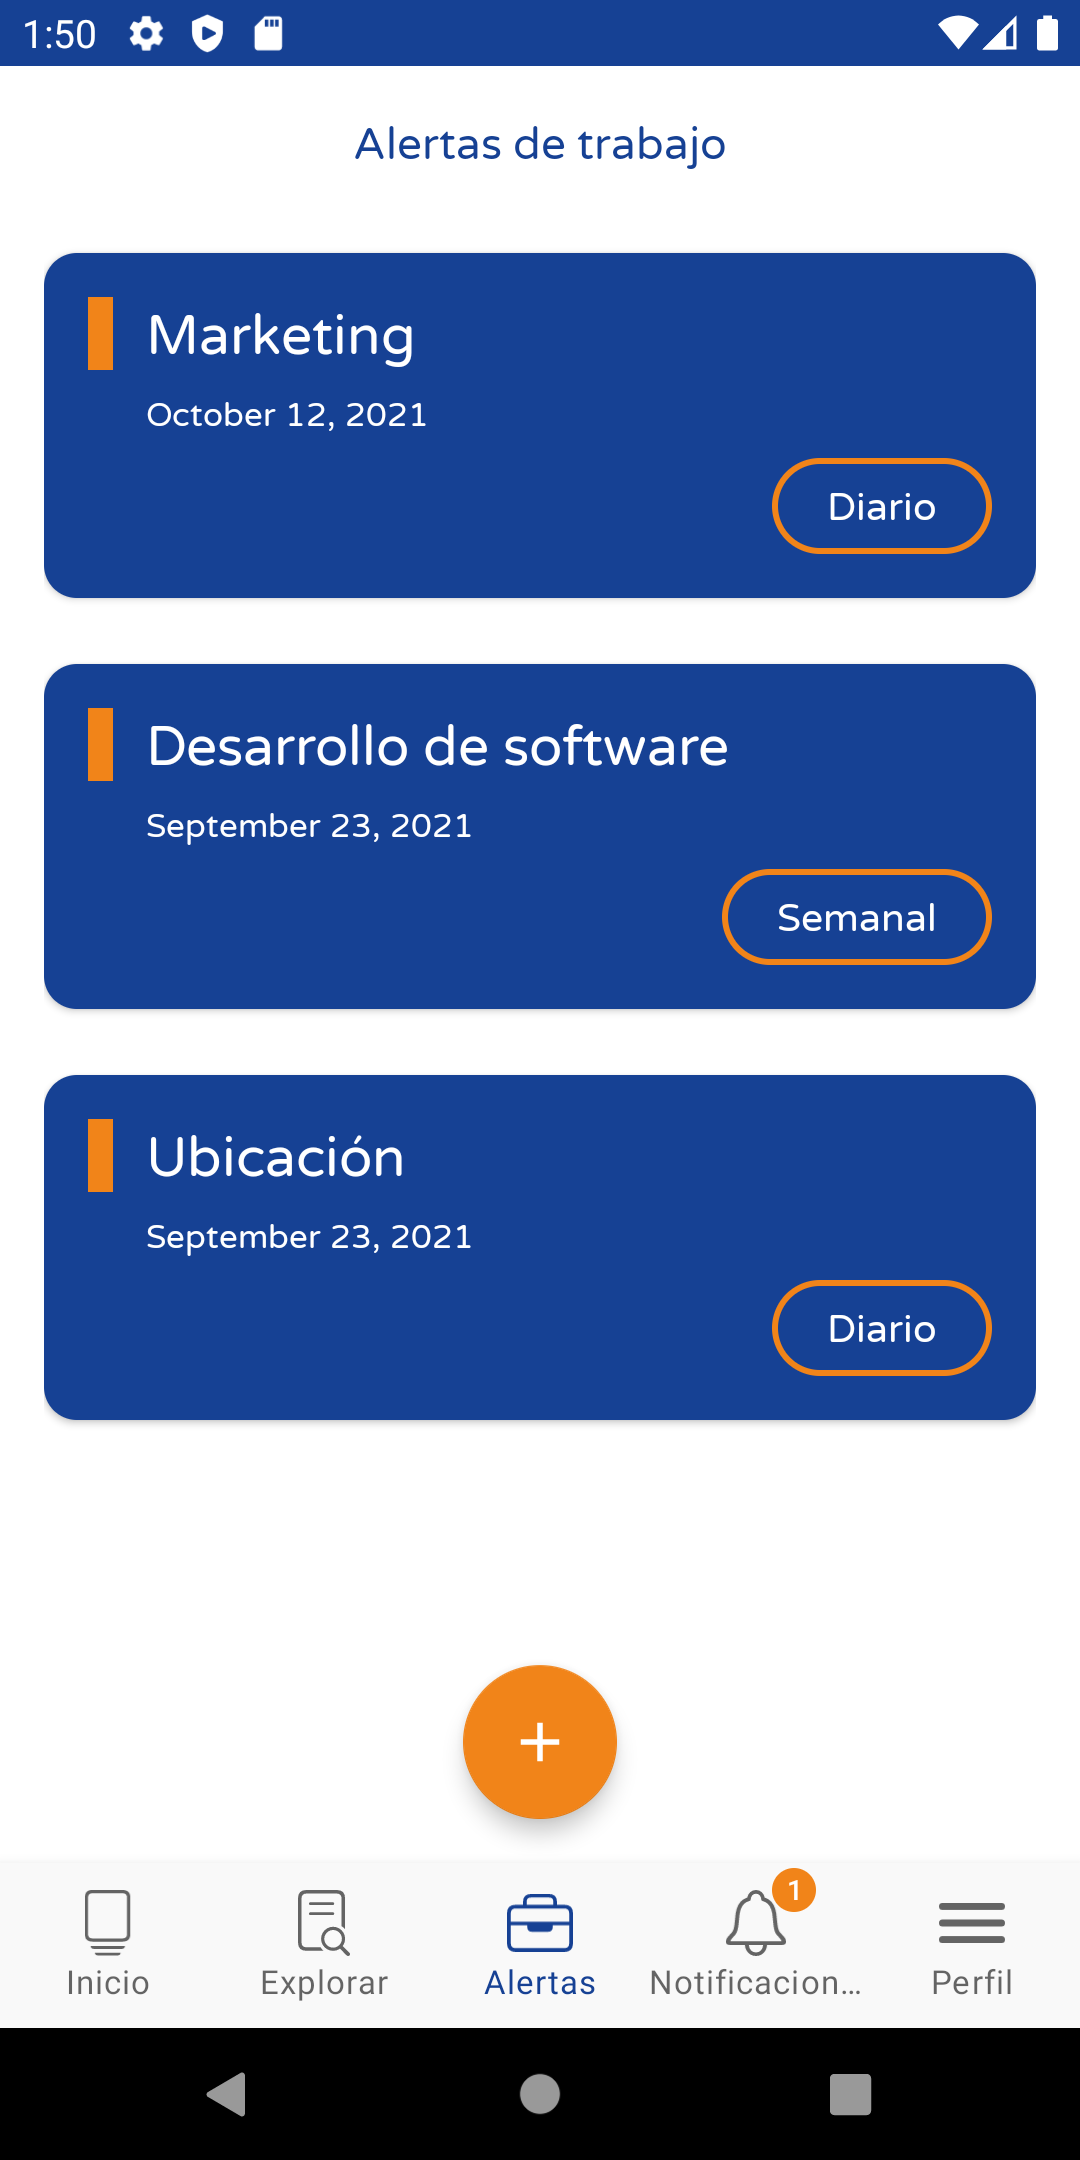 1:50
Alertas de trabajo
Marketing
October 12, 2021
Diario
Desarrollo de software
September 23, 2021
Semanal
Ubicación
September 23, 2021
Diario
1
Inicio
Explorar
Alertas
Notificacion...
Perfil